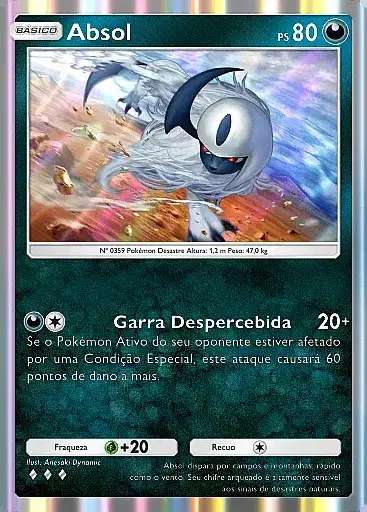 BÁSICO Absol PS 80
Nº 0359 Pokémon Desastre Altura: 1,2 m Peso: 47,0 kg
Garra Despercebida 20+
Se o Pokémon Ativo do seu oponente estiver afetado
por uma Condição Especial, este ataque causará 60
pontos de dano a mais.
Fraqueza +20 Recuo
Ilust. Anesaki Dynamic
Absol dispara por campos e montanhas, rápido
como o vento. Seu chifre arqueado é altamente sensível
aos sinais de desastres naturais.